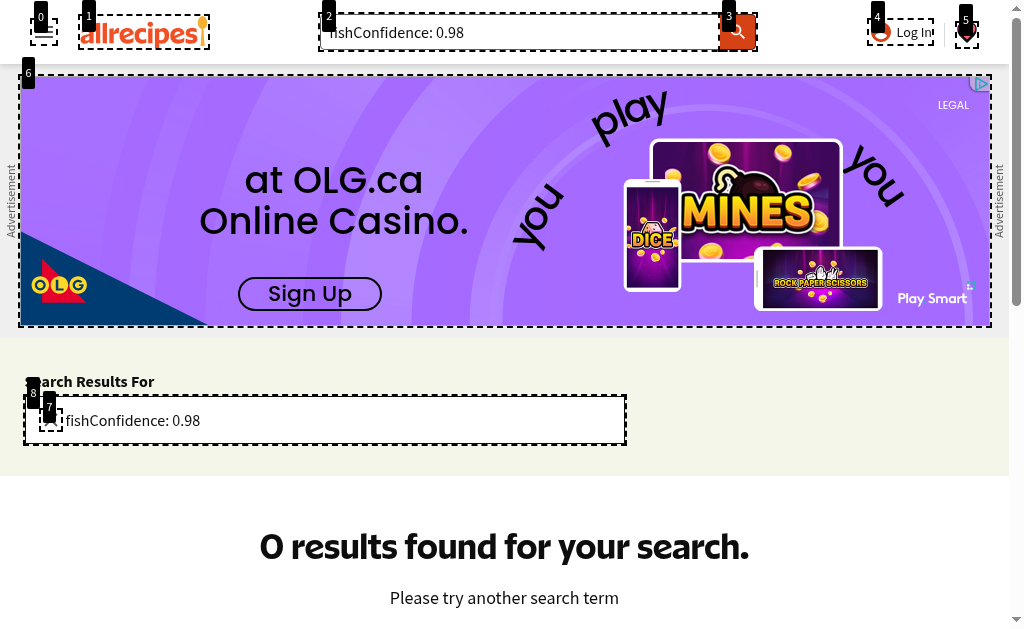 0
1
allrecipes
2
fishConfidence: 0.98
3
4
Log In
5
6
Advertisement
at OLG.ca
Online Casino.
Sign Up
OLG
play
you
you
LEGAL
MINES
DICE
ROCK PAPER SCISSORS
Play Smart
Advertisement
Search Results For
8
7
fishConfidence: 0.98
0 results found for your search.
Please try another search term